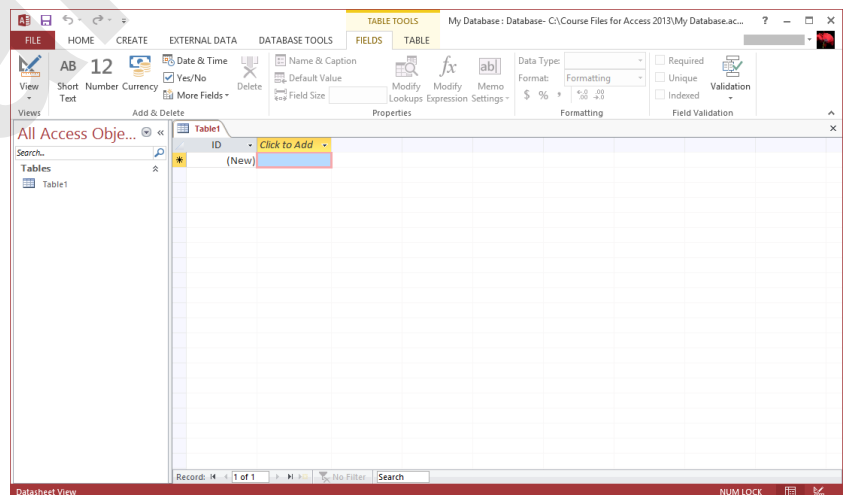 TABLE TOOLS My Database : Database- C:\Course Files for Access 2013\My Database.ac... ?
FILE HOME CREATE EXTERNAL DATA DATABASE TOOLS FIELDS TABLE
View
AB Short Text
12 Number
Currency
Date & Time
Yes/No
More Fields
Delete
Name & Caption
Default Value
Field Size
Modify Lookups
fx Modify Expression
ab Memo Settings
Data Type:
Format: Formatting
$ % , .00 .00
Required
Unique
Indexed
Validation
Views Add & Delete Properties Formatting Field Validation
All Access Obje... «
Search..
Tables
Table1
Table1
ID Click to Add
(New)
Record: 1 of 1 No Filter Search
Datasheet View NUM LOCK